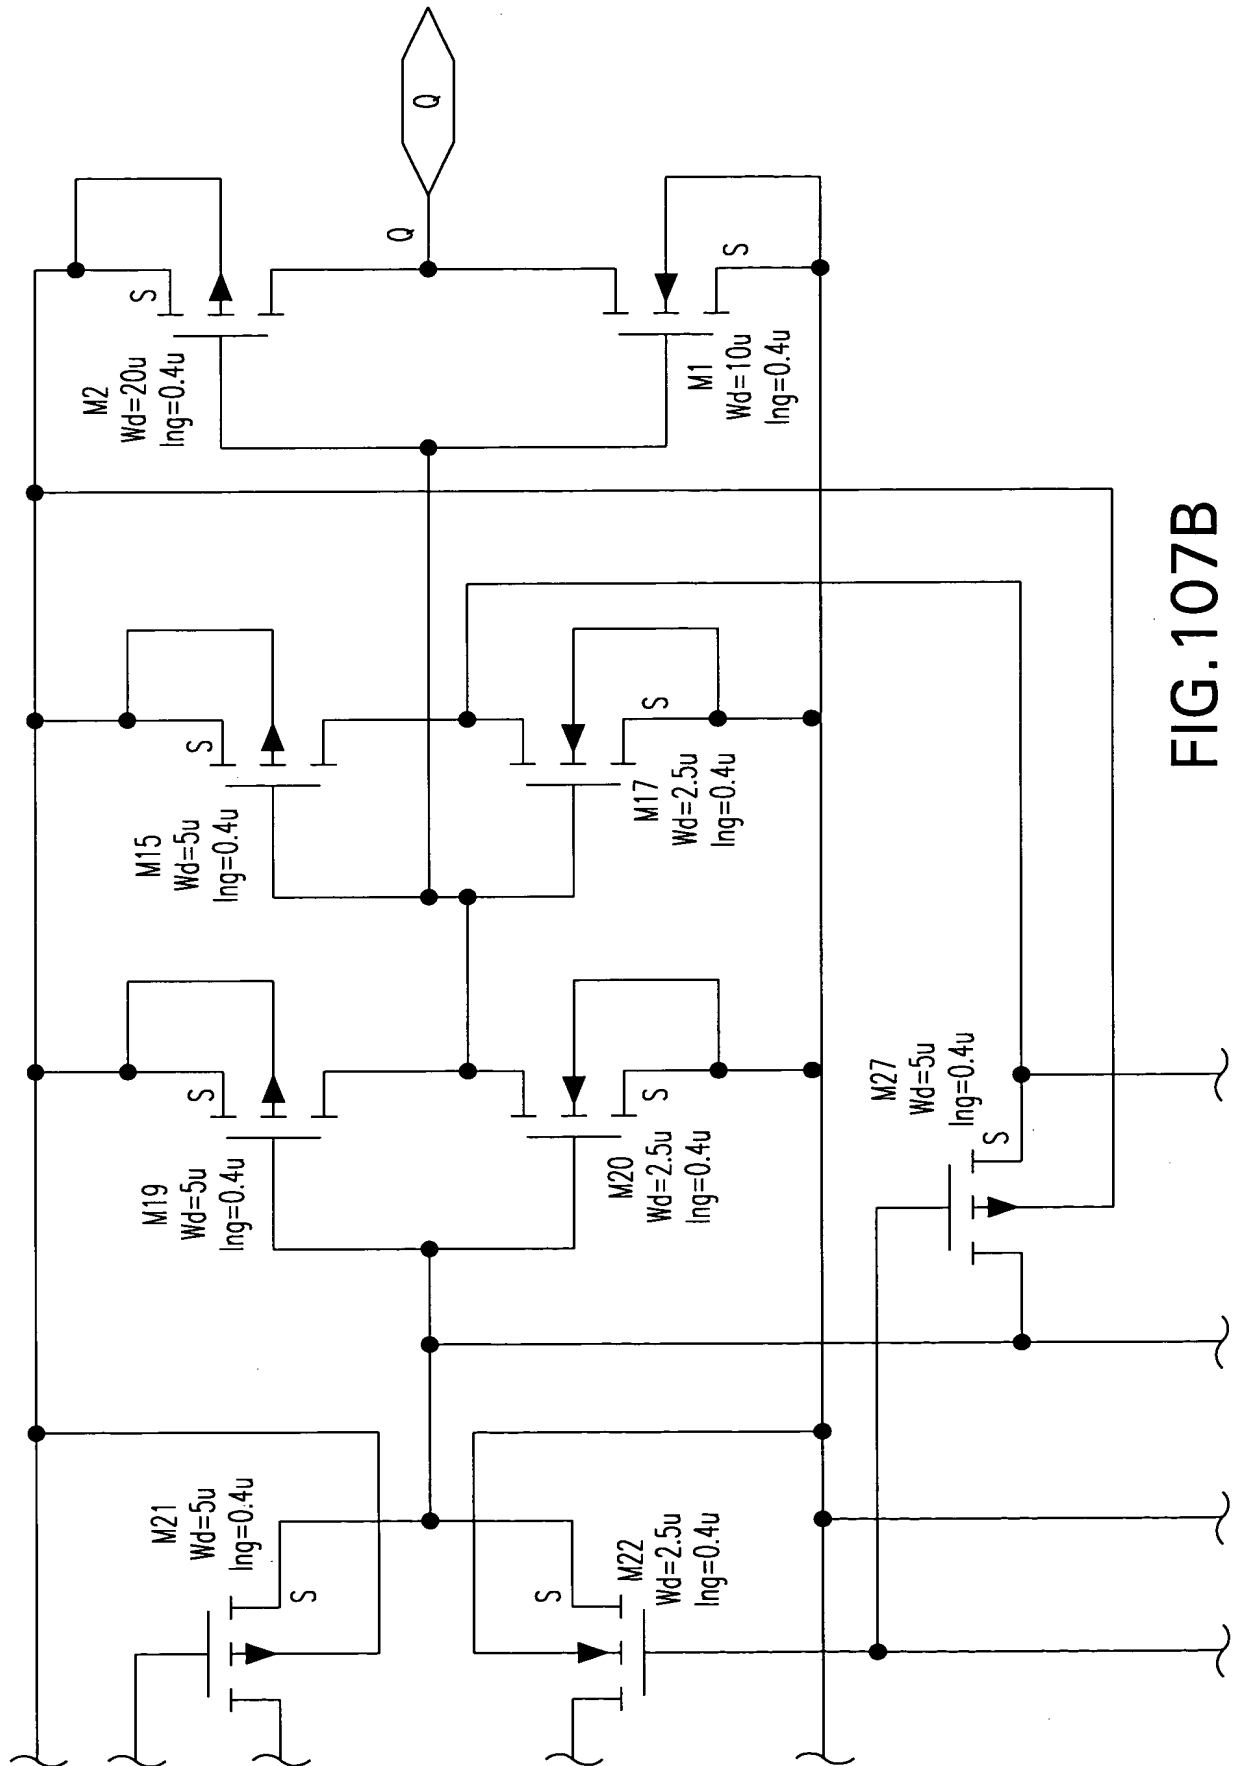 M21
Wd=5u
lng=0.4u
S
M22
Wd=2.5u
lng=0.4u
S
M19
Wd=5u
lng=0.4u
S
M20
Wd=2.5u
lng=0.4u
S
M27
Wd=5u
lng=0.4u
S
M15
Wd=5u
lng=0.4u
S
M17
Wd=2.5u
lng=0.4u
S
M2
Wd=20u
lng=0.4u
S
M1
Wd=10u
lng=0.4u
S
Q
Q
FIG.107B